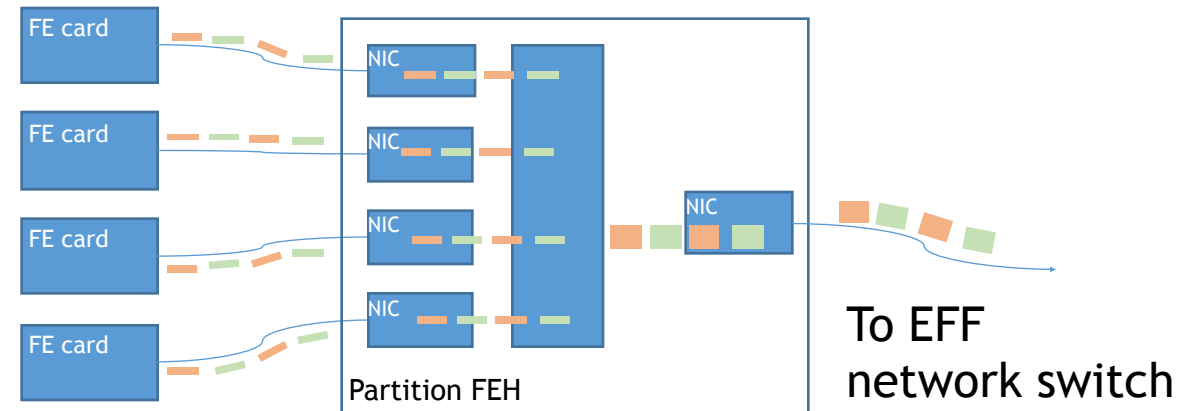 FE card
FE card
FE card
FE card
NIC
NIC
NIC
NIC
NIC
Partition FEH
To EFF
network switch